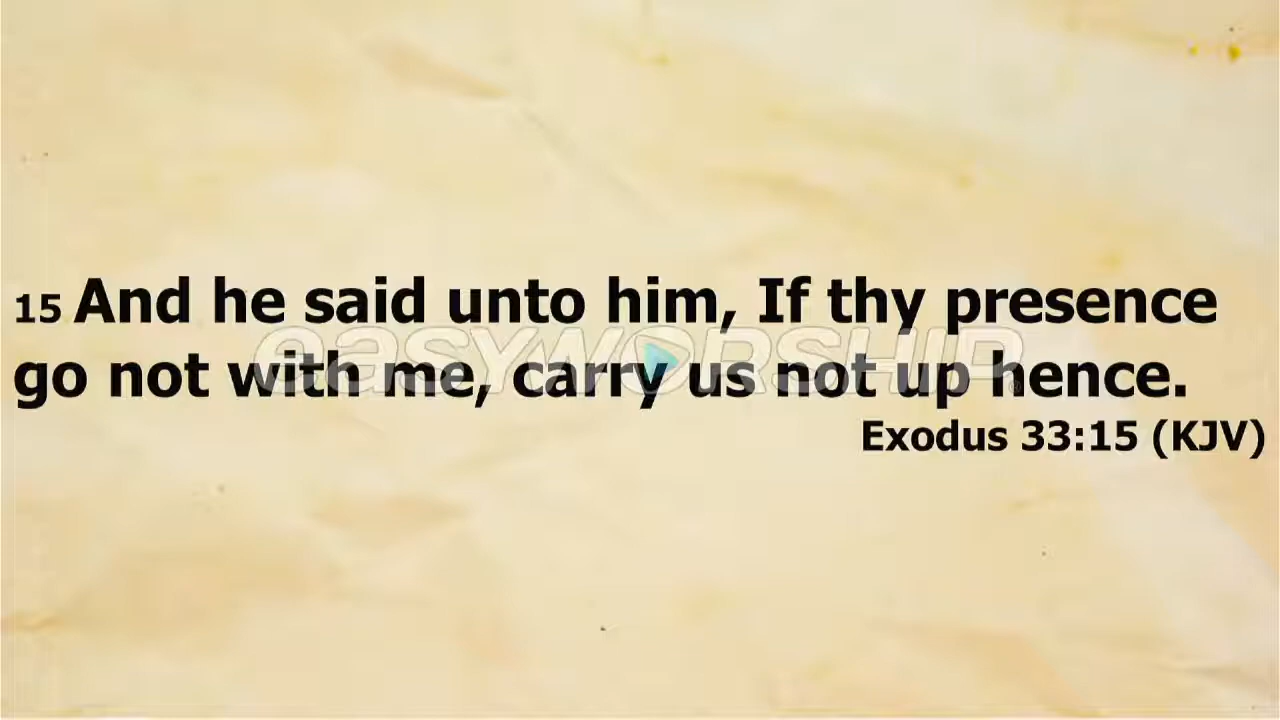 15 And he said unto him, If thy presence
go not with me, carry us not up hence.
Exodus 33:15 (KJV)
easyworship